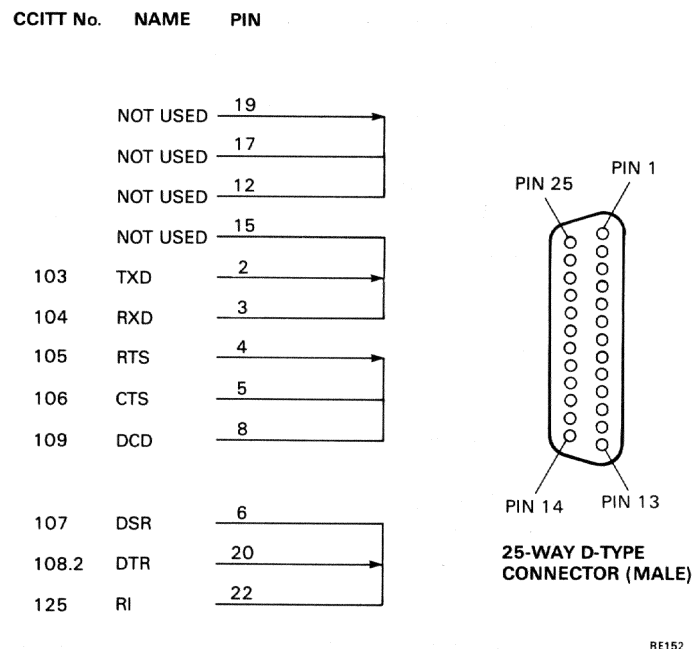 CCITT No. NAME PIN
NOT USED 19
NOT USED 17
NOT USED 12
NOT USED 15
103 TXD 2
104 RXD 3
105 RTS 4
106 CTS 5
109 DCD 8
107 DSR 6
108.2 DTR 20
125 RI 22
PIN 25 PIN 1
PIN 14 PIN 13
25-WAY D-TYPE
CONNECTOR (MALE)
RE152